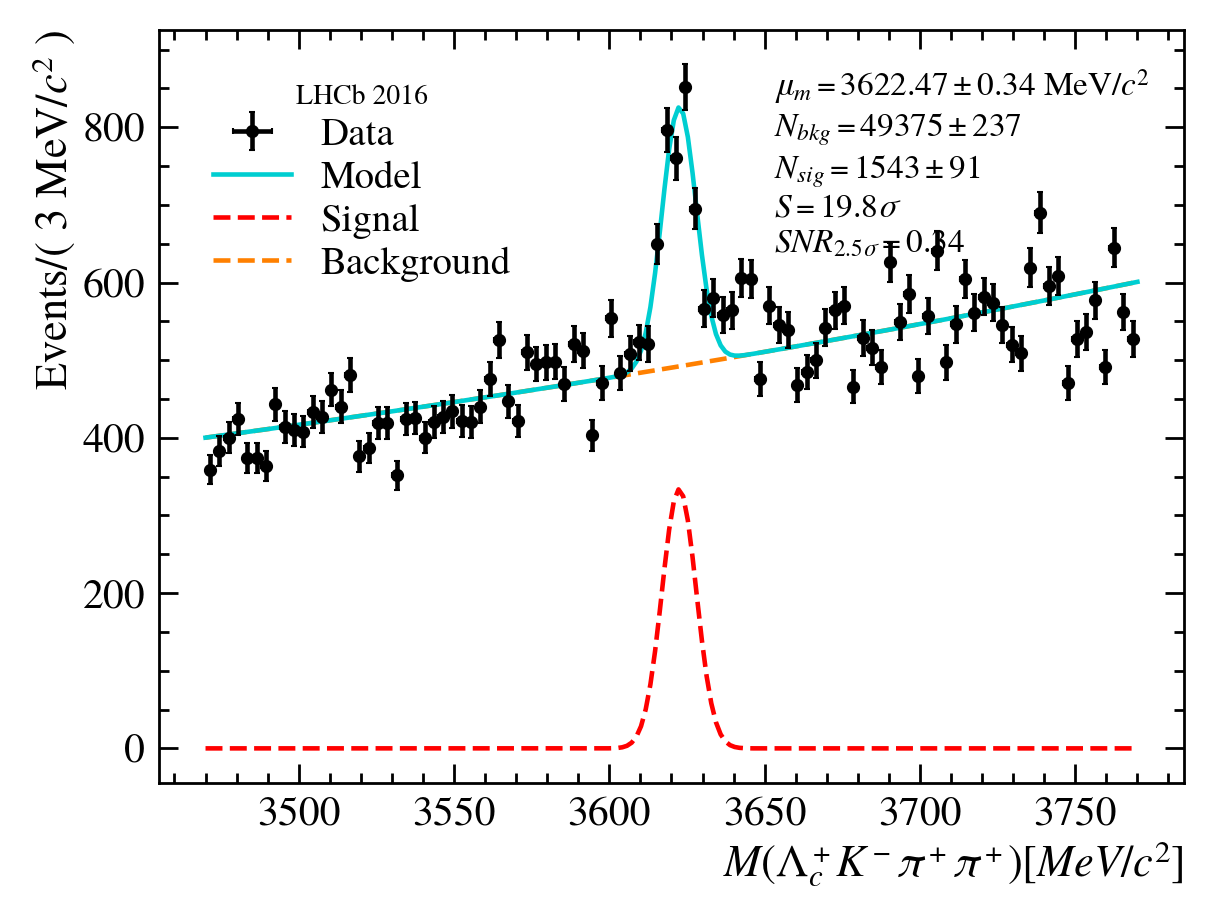 Events/( 3 MeV/c² )
800
600
400
200
0
LHCb 2016
Data
Model
Signal
Background
μₘ = 3622.47 ± 0.34 MeV/c²
N_bkg = 49375 ± 237
N_sig = 1543 ± 91
S = 19.8σ
SNR_2.5σ = 0.34
3500 3550 3600 3650 3700 3750
M(Λ_c⁺K⁻π⁺π⁺)[MeV/c²]